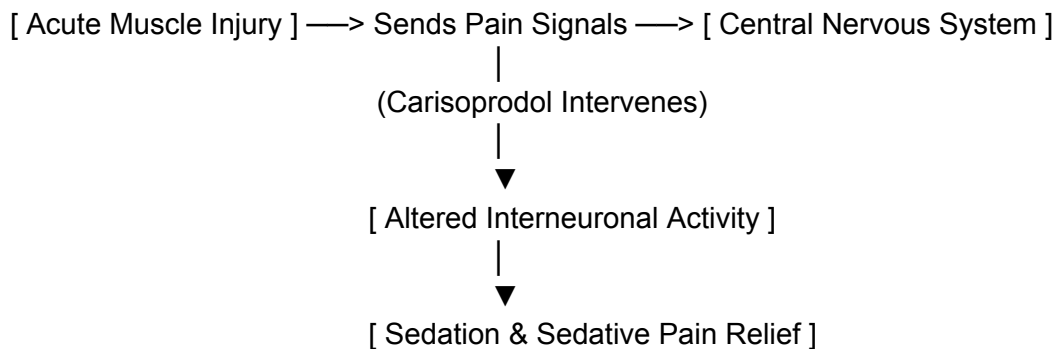 [ Acute Muscle Injury ] ──> Sends Pain Signals ──> [ Central Nervous System ]
(Carisoprodol Intervenes)
[ Altered Interneuronal Activity ]
[ Sedation & Sedative Pain Relief ]